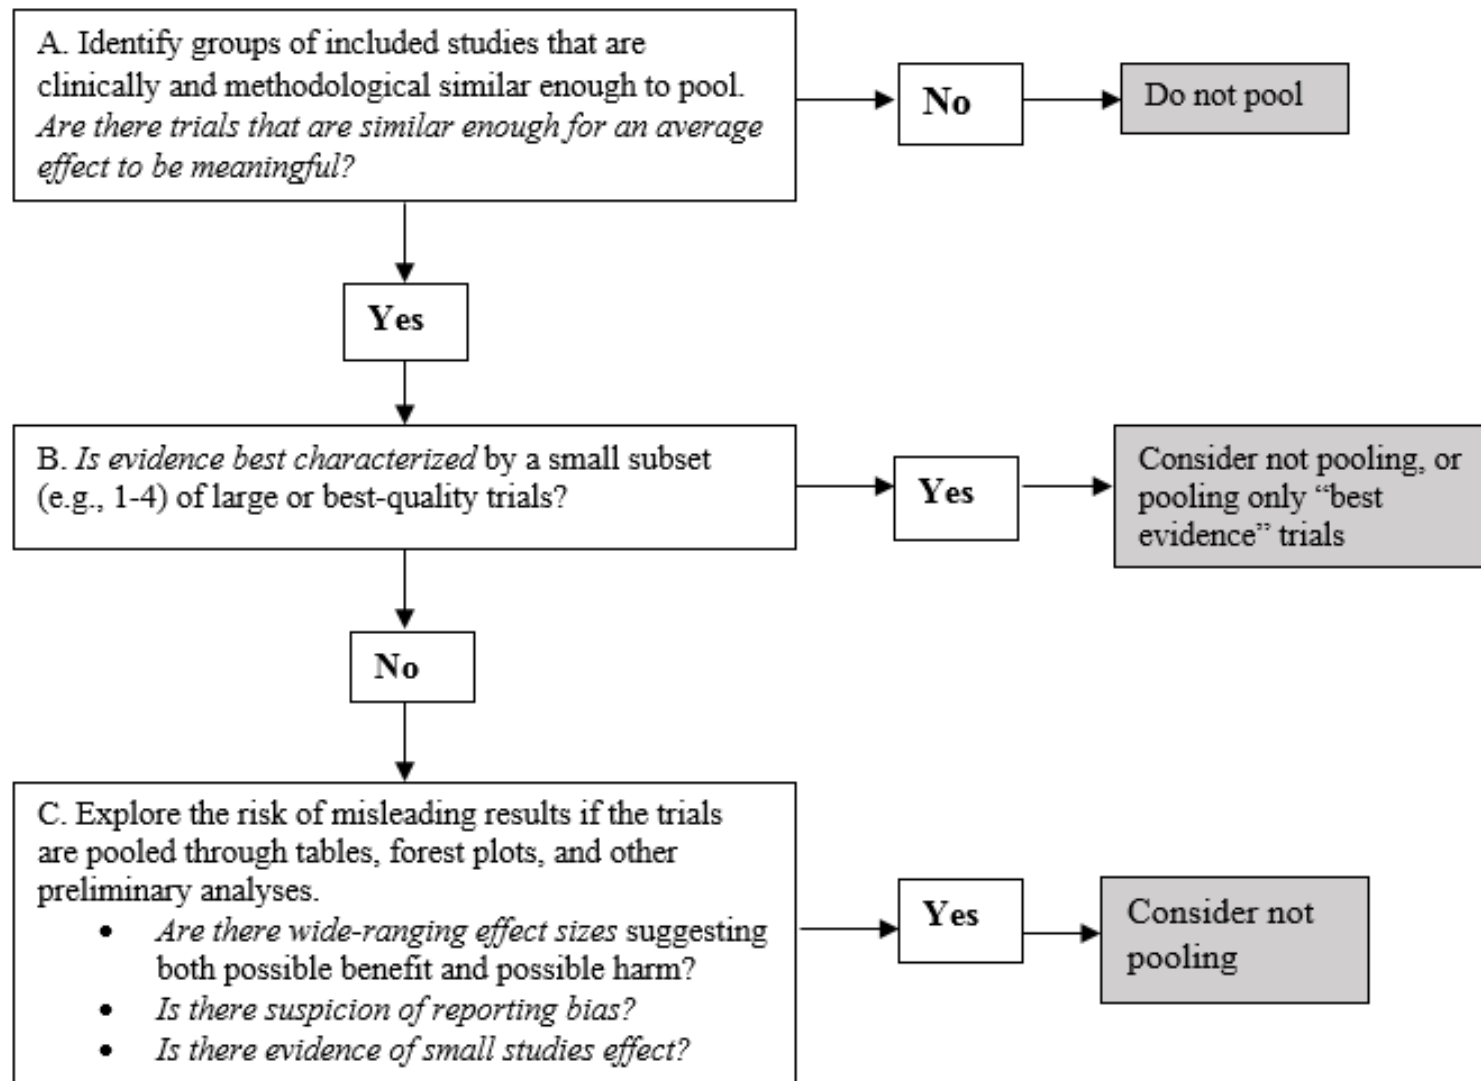 A. Identify groups of included studies that are
clinically and methodological similar enough to pool.
Are there trials that are similar enough for an average
effect to be meaningful?
No
Do not pool
Yes
B. Is evidence best characterized by a small subset
(e.g., 1-4) of large or best-quality trials?
Yes
Consider not pooling, or
pooling only “best
evidence” trials
No
C. Explore the risk of misleading results if the trials
are pooled through tables, forest plots, and other
preliminary analyses.
• Are there wide-ranging effect sizes suggesting
both possible benefit and possible harm?
• Is there suspicion of reporting bias?
• Is there evidence of small studies effect?
Yes
Consider not
pooling